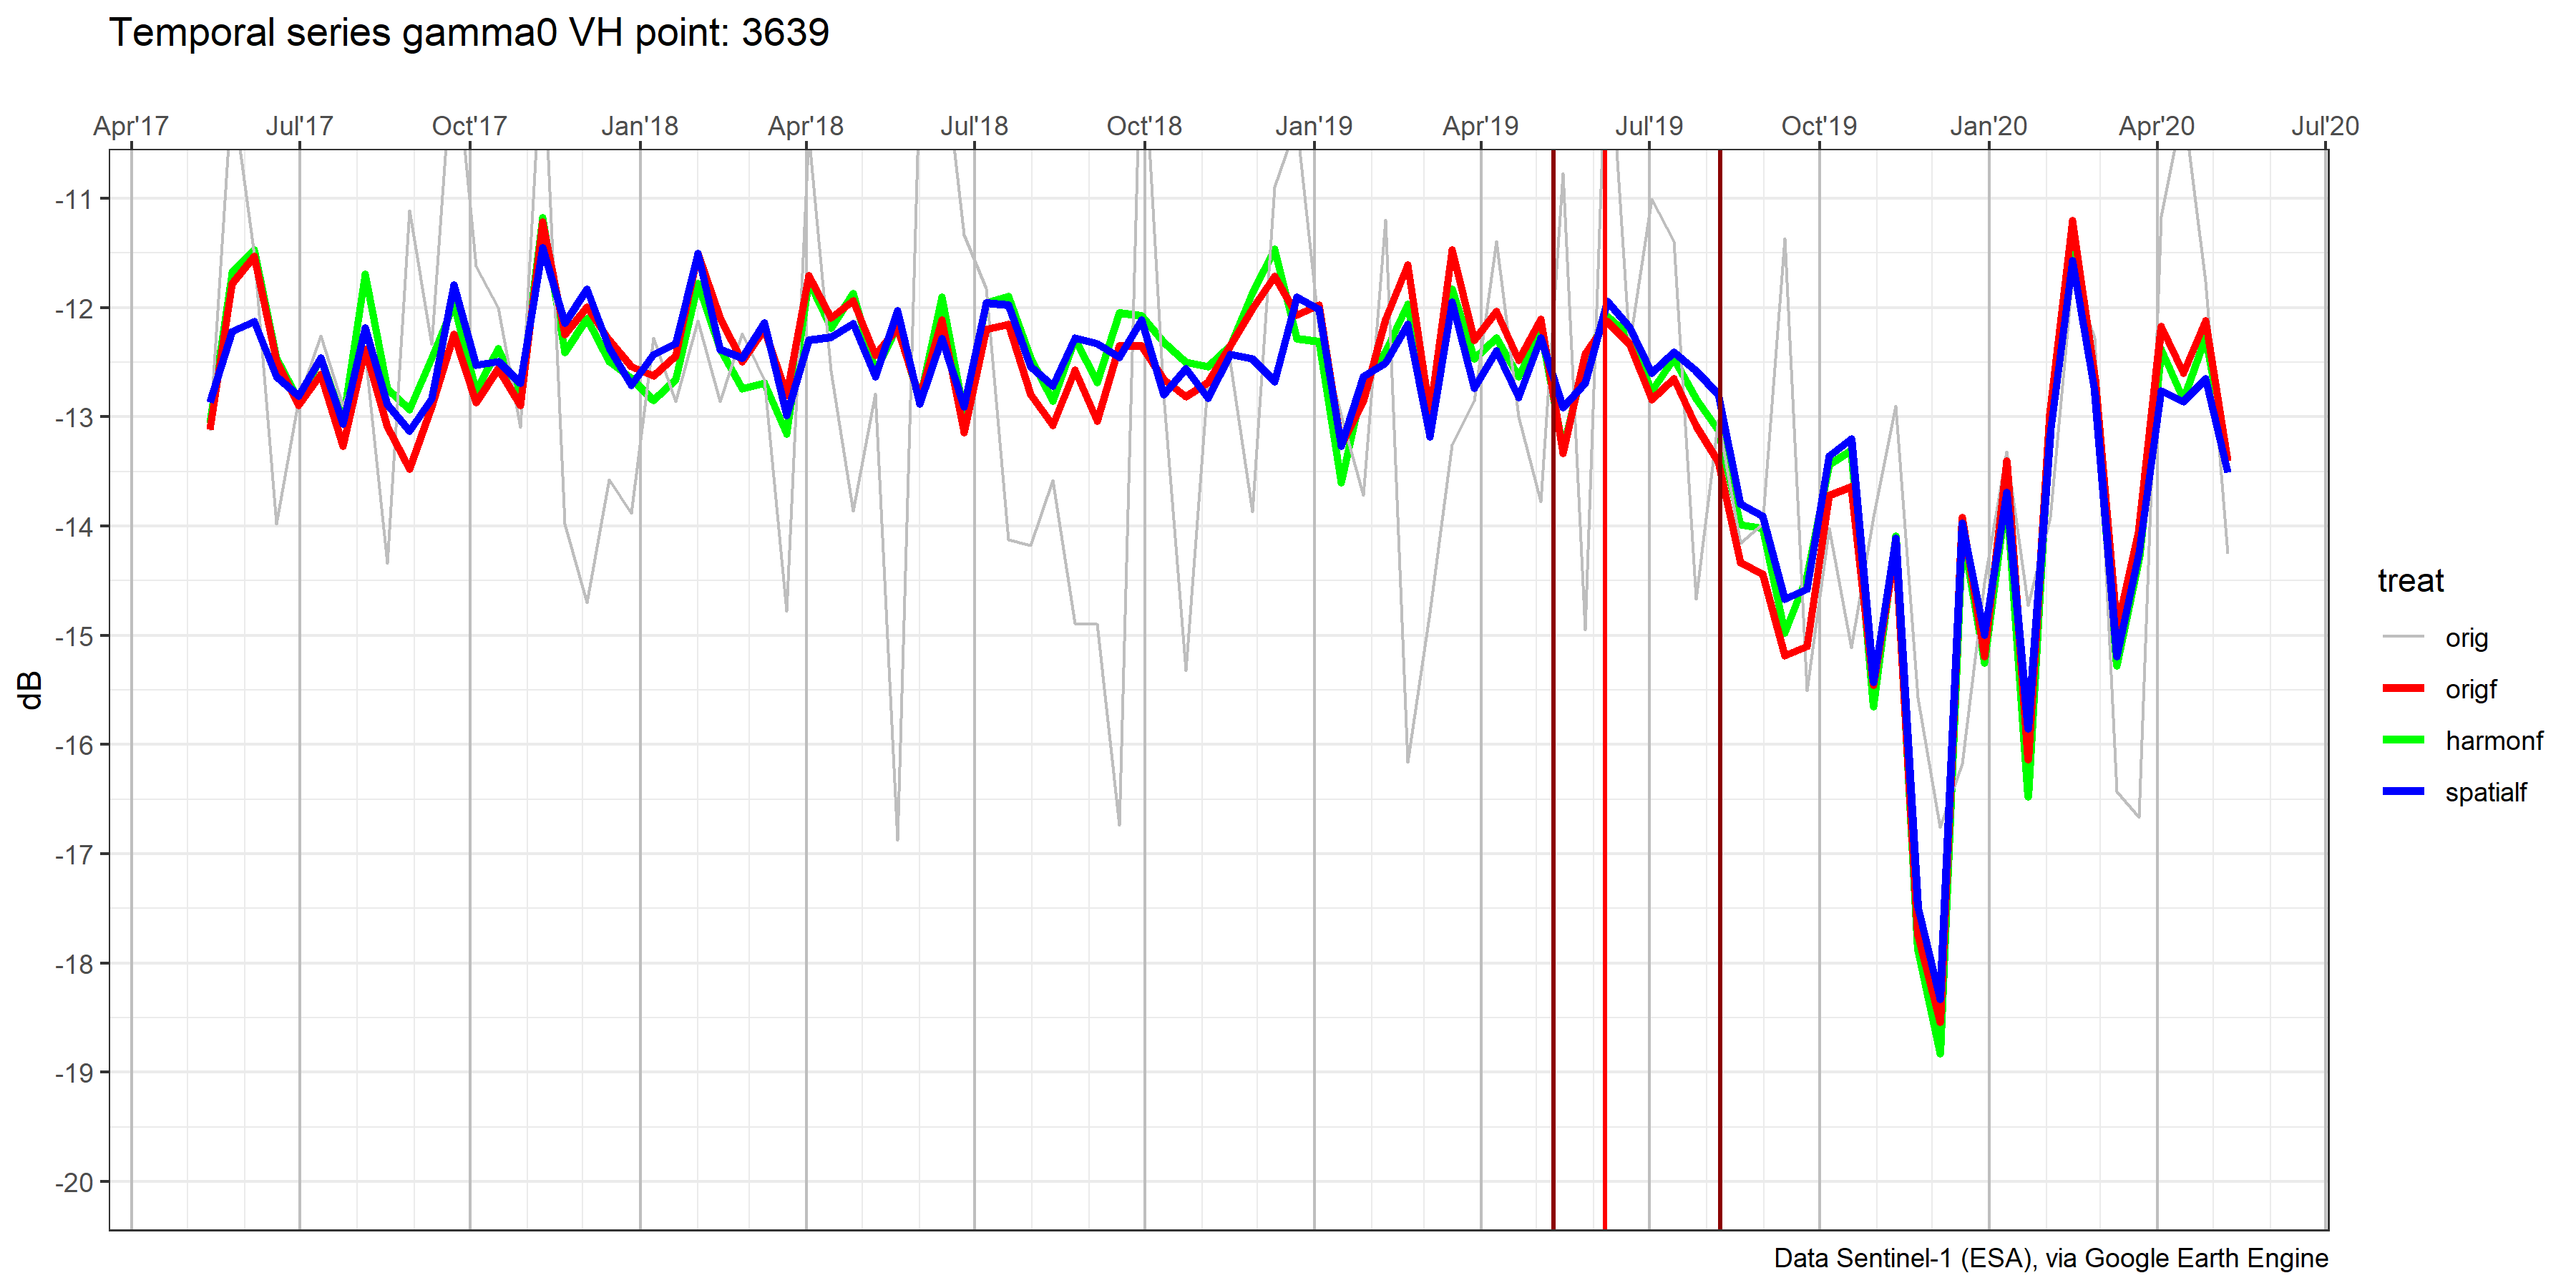 Temporal series gamma0 VH point: 3639
Apr'17 Jul'17 Oct'17 Jan'18 Apr'18 Jul'18 Oct'18 Jan'19 Apr'19 Jul'19 Oct'19 Jan'20 Apr'20 Jul'20
-11
-12
-13
-14
-15
-16
-17
-18
-19
-20
dB
treat
orig
origf
harmonf
spatialf
Data Sentinel-1 (ESA), via Google Earth Engine